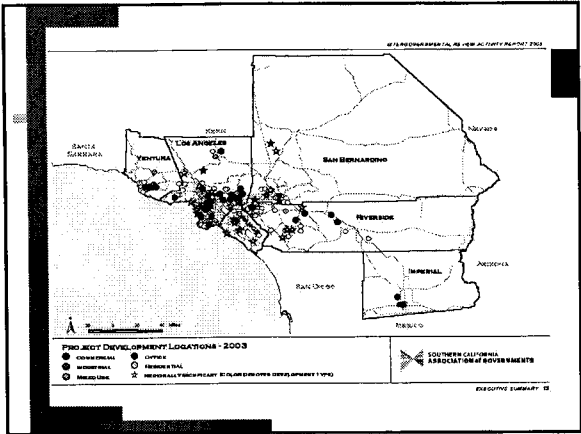 INTERGOVERNMENTAL REVIEW ACTIVITY REPORT 2003
KERN
NEVADA
SANTA
BARBARA
VENTURA
LOS ANGELES
SAN BERNARDINO
RIVERSIDE
ARIZONA
IMPERIAL
SAN DIEGO
MEXICO
PROJECT DEVELOPMENT LOCATIONS - 2003
COMMERCIAL
OFFICE
INDUSTRIAL
RESIDENTIAL
MIXED USE
REGIONALLY SIGNIFICANT (COLOR DENOTES DEVELOPMENT TYPE)
SOUTHERN CALIFORNIA
ASSOCIATION of GOVERNMENTS
EXECUTIVE SUMMARY